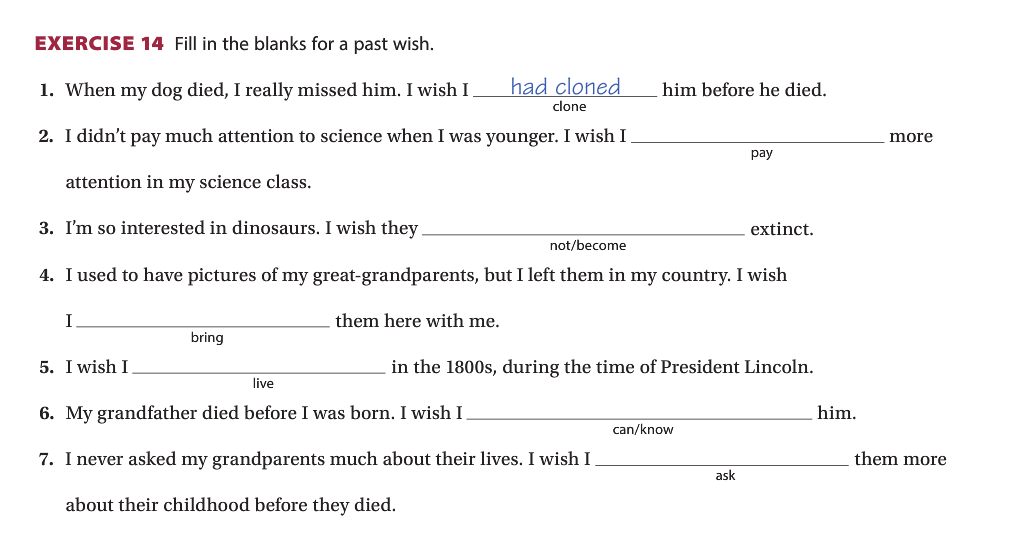 EXERCISE 14 Fill in the blanks for a past wish.
1. When my dog died, I really missed him. I wish I had cloned him before he died.
clone
2. I didn’t pay much attention to science when I was younger. I wish I ____ more
pay
attention in my science class.
3. I’m so interested in dinosaurs. I wish they ____ extinct.
not/become
4. I used to have pictures of my great-grandparents, but I left them in my country. I wish
I ____ them here with me.
bring
5. I wish I ____ in the 1800s, during the time of President Lincoln.
live
6. My grandfather died before I was born. I wish I ____ him.
can/know
7. I never asked my grandparents much about their lives. I wish I ____ them more
ask
about their childhood before they died.